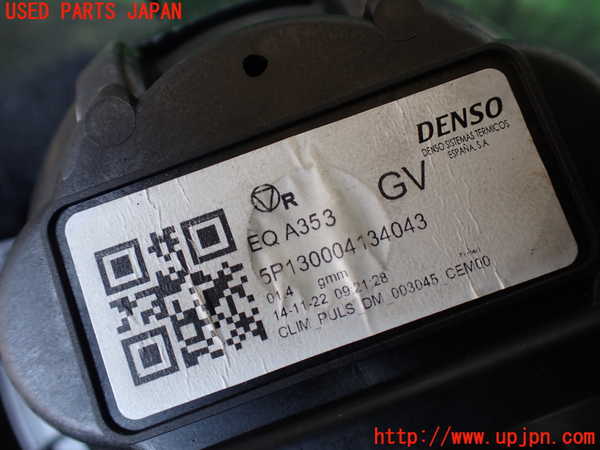 USED PARTS JAPAN
DENSO
DENSO SISTEMAS TERMICOS
ESPAÑA, S.A.
R
GV
EQ A353
5P130004134043
01.4 gmm
14-11-22 09:21:28
CLIM_PULS_DM_003045_CEM00
http://www.upjpn.com/